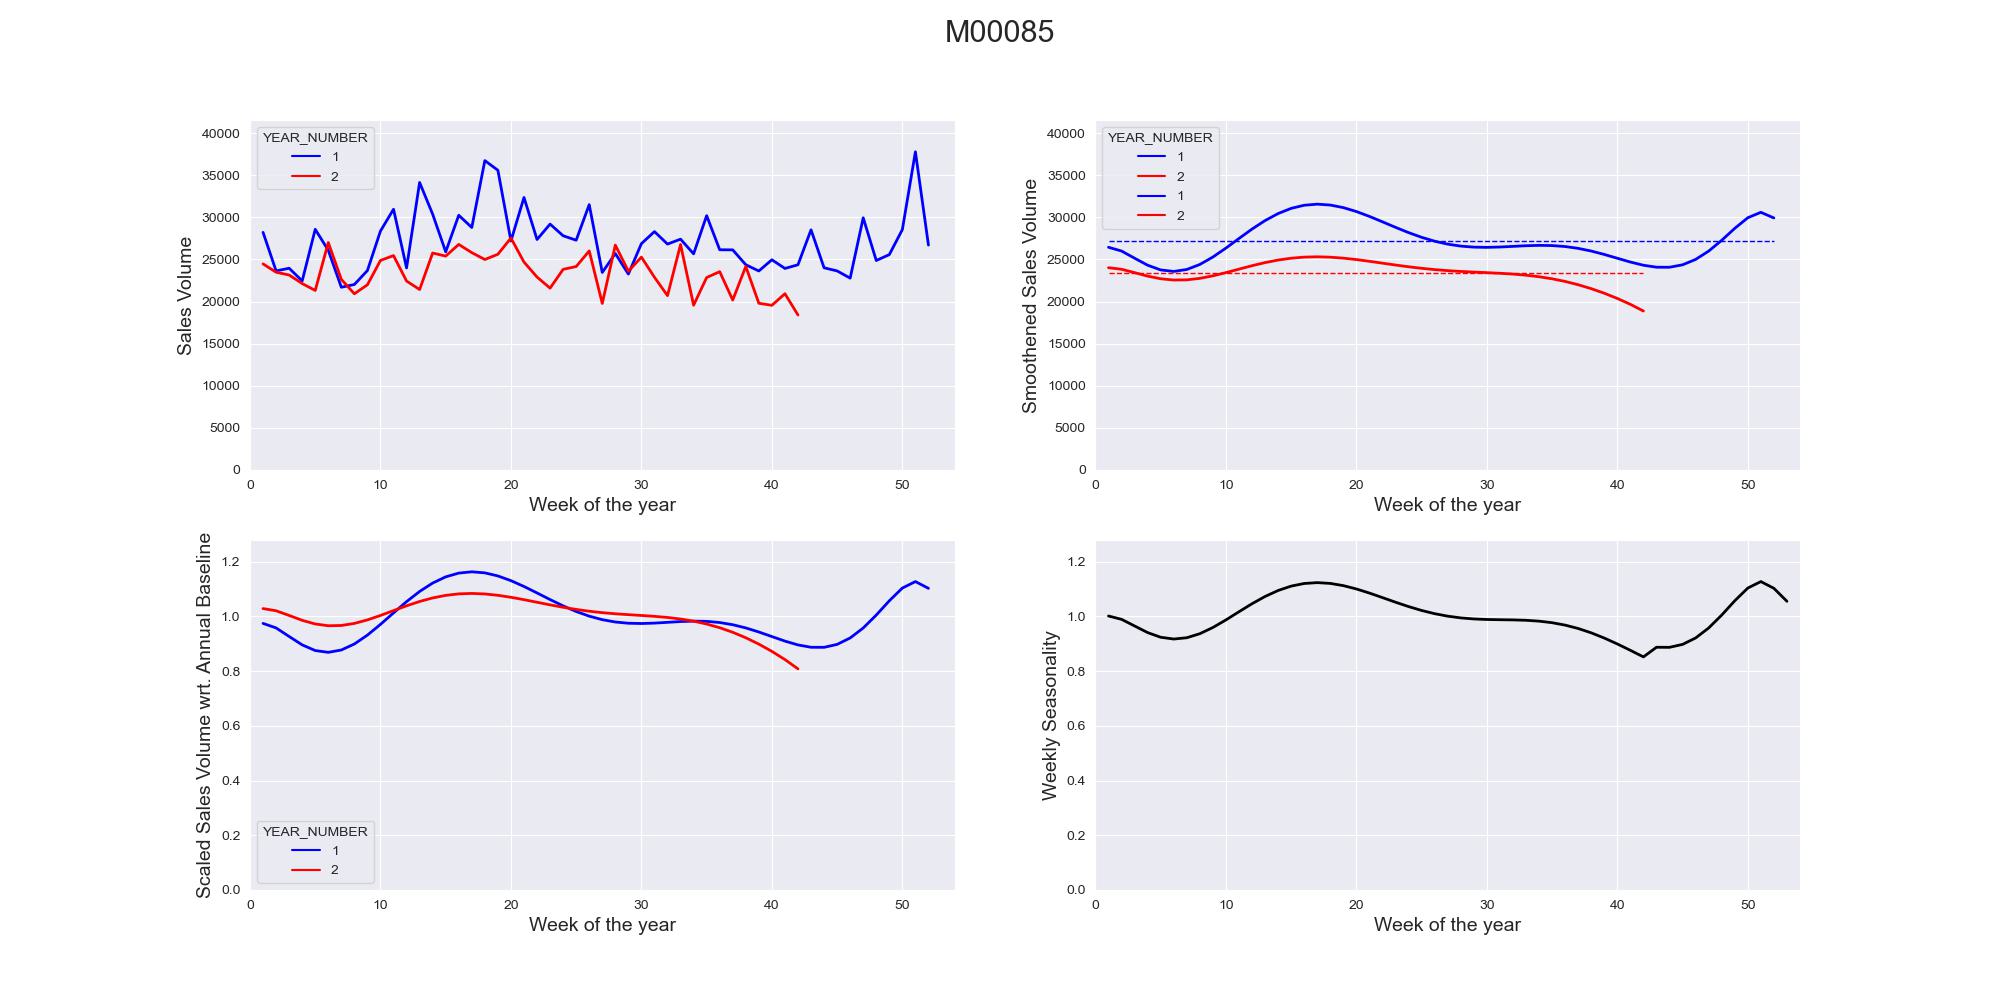 M00085
Sales Volume
40000
35000
30000
25000
20000
15000
10000
5000
0
YEAR_NUMBER
1
2
0 10 20 30 40 50
Week of the year
Smoothened Sales Volume
40000
35000
30000
25000
20000
15000
10000
5000
0
YEAR_NUMBER
1
2
1
2
0 10 20 30 40 50
Week of the year
Scaled Sales Volume wrt. Annual Baseline
1.2
1.0
0.8
0.6
0.4
0.2
0.0
YEAR_NUMBER
1
2
0 10 20 30 40 50
Week of the year
Weekly Seasonality
1.2
1.0
0.8
0.6
0.4
0.2
0.0
0 10 20 30 40 50
Week of the year